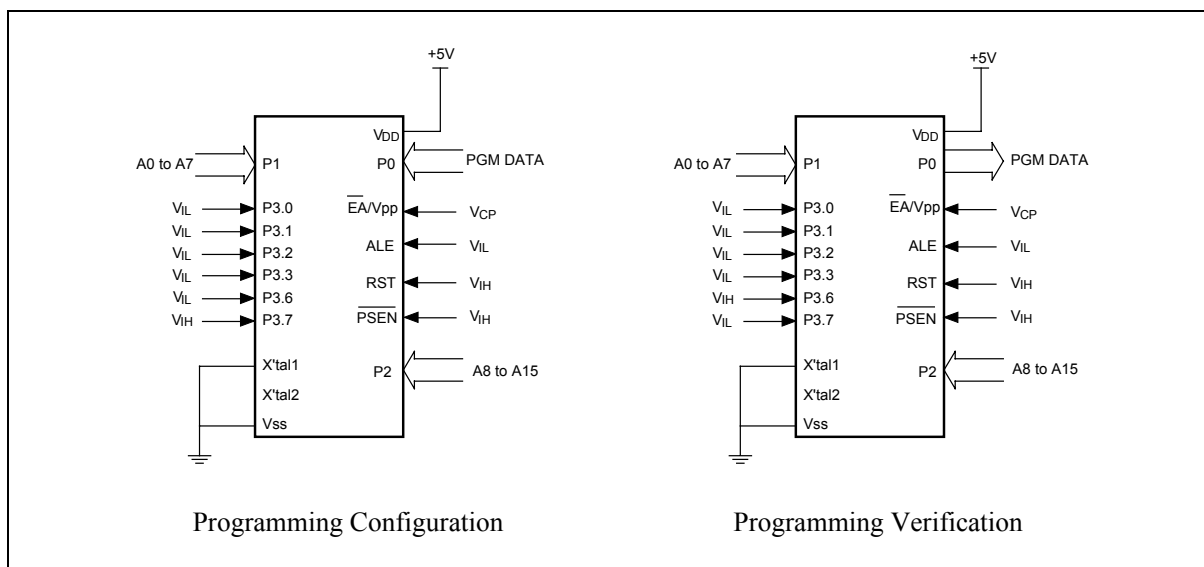 +5V
VDD
A0 to A7
P1
P0
PGM DATA
VIL
P3.0
EA/Vpp
VCP
VIL
P3.1
VIL
P3.2
ALE
VIL
VIL
P3.3
RST
VIH
VIL
P3.6
VIH
P3.7
PSEN
VIH
X'tal1
P2
A8 to A15
X'tal2
Vss
Programming Configuration
+5V
VDD
A0 to A7
P1
P0
PGM DATA
VIL
P3.0
EA/Vpp
VCP
VIL
P3.1
VIL
P3.2
ALE
VIL
VIL
P3.3
RST
VIH
VIH
P3.6
VIL
P3.7
PSEN
VIH
X'tal1
P2
A8 to A15
X'tal2
Vss
Programming Verification